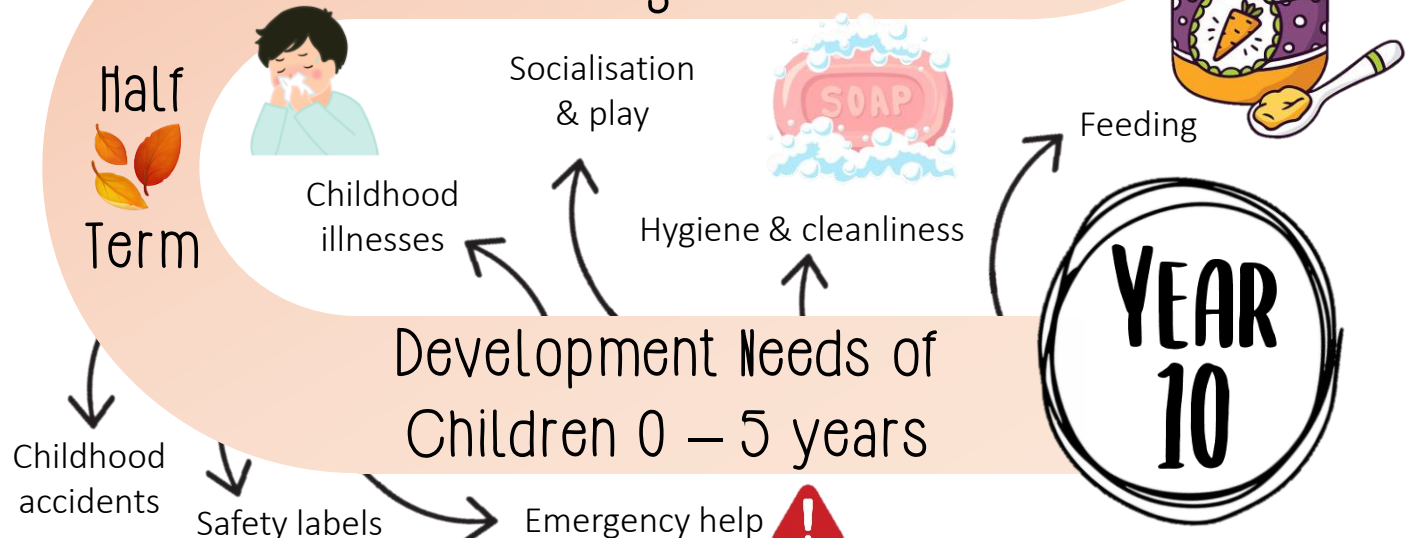 Half
Term
Socialisation
& play
SOAP
Feeding
Childhood
illnesses
Hygiene & cleanliness
YEAR
10
Development Needs of
Children 0 – 5 years
Childhood
accidents
Safety labels
Emergency help
!